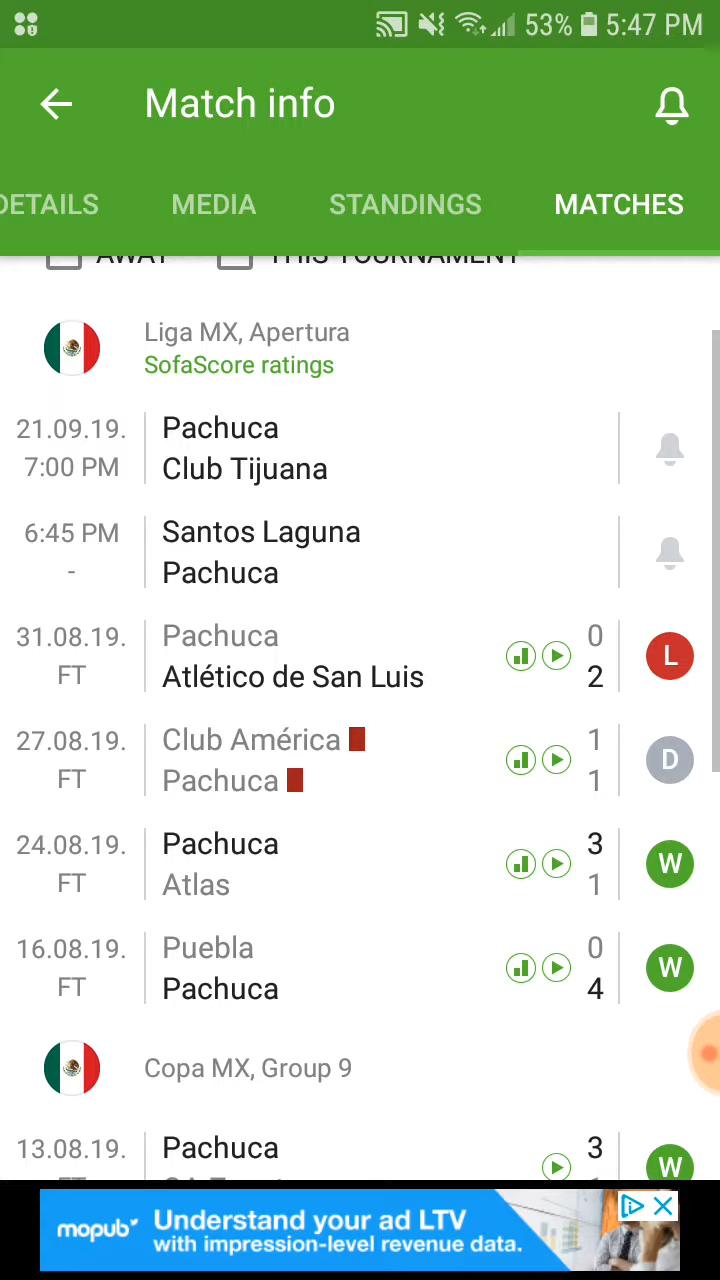 53% 5:47 PM
Match info
DETAILS MEDIA STANDINGS MATCHES
AWAY THIS TOURNAMENT
Liga MX, Apertura
SofaScore ratings
21.09.19. Pachuca
7:00 PM Club Tijuana
6:45 PM Santos Laguna
- Pachuca
31.08.19. Pachuca 0
FT Atlético de San Luis 2
L
27.08.19. Club América 1
FT Pachuca 1
D
24.08.19. Pachuca 3
FT Atlas 1
W
16.08.19. Puebla 0
FT Pachuca 4
W
Copa MX, Group 9
13.08.19. Pachuca 3
W
mopub Understand your ad LTV
with impression-level revenue data.